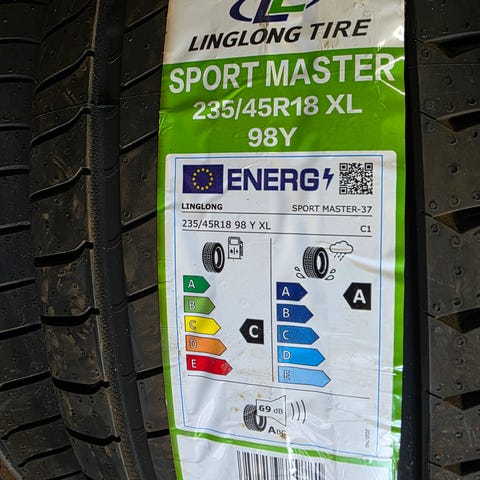 LINGLONG TIRE
SPORT MASTER
235/45R18 XL
98Y
ENERG
LINGLONG SPORT MASTER-37
235/45R18 98 Y XL C1
A
B
C
D
E
C
A
B
C
D
E
A
69 dB
ABC